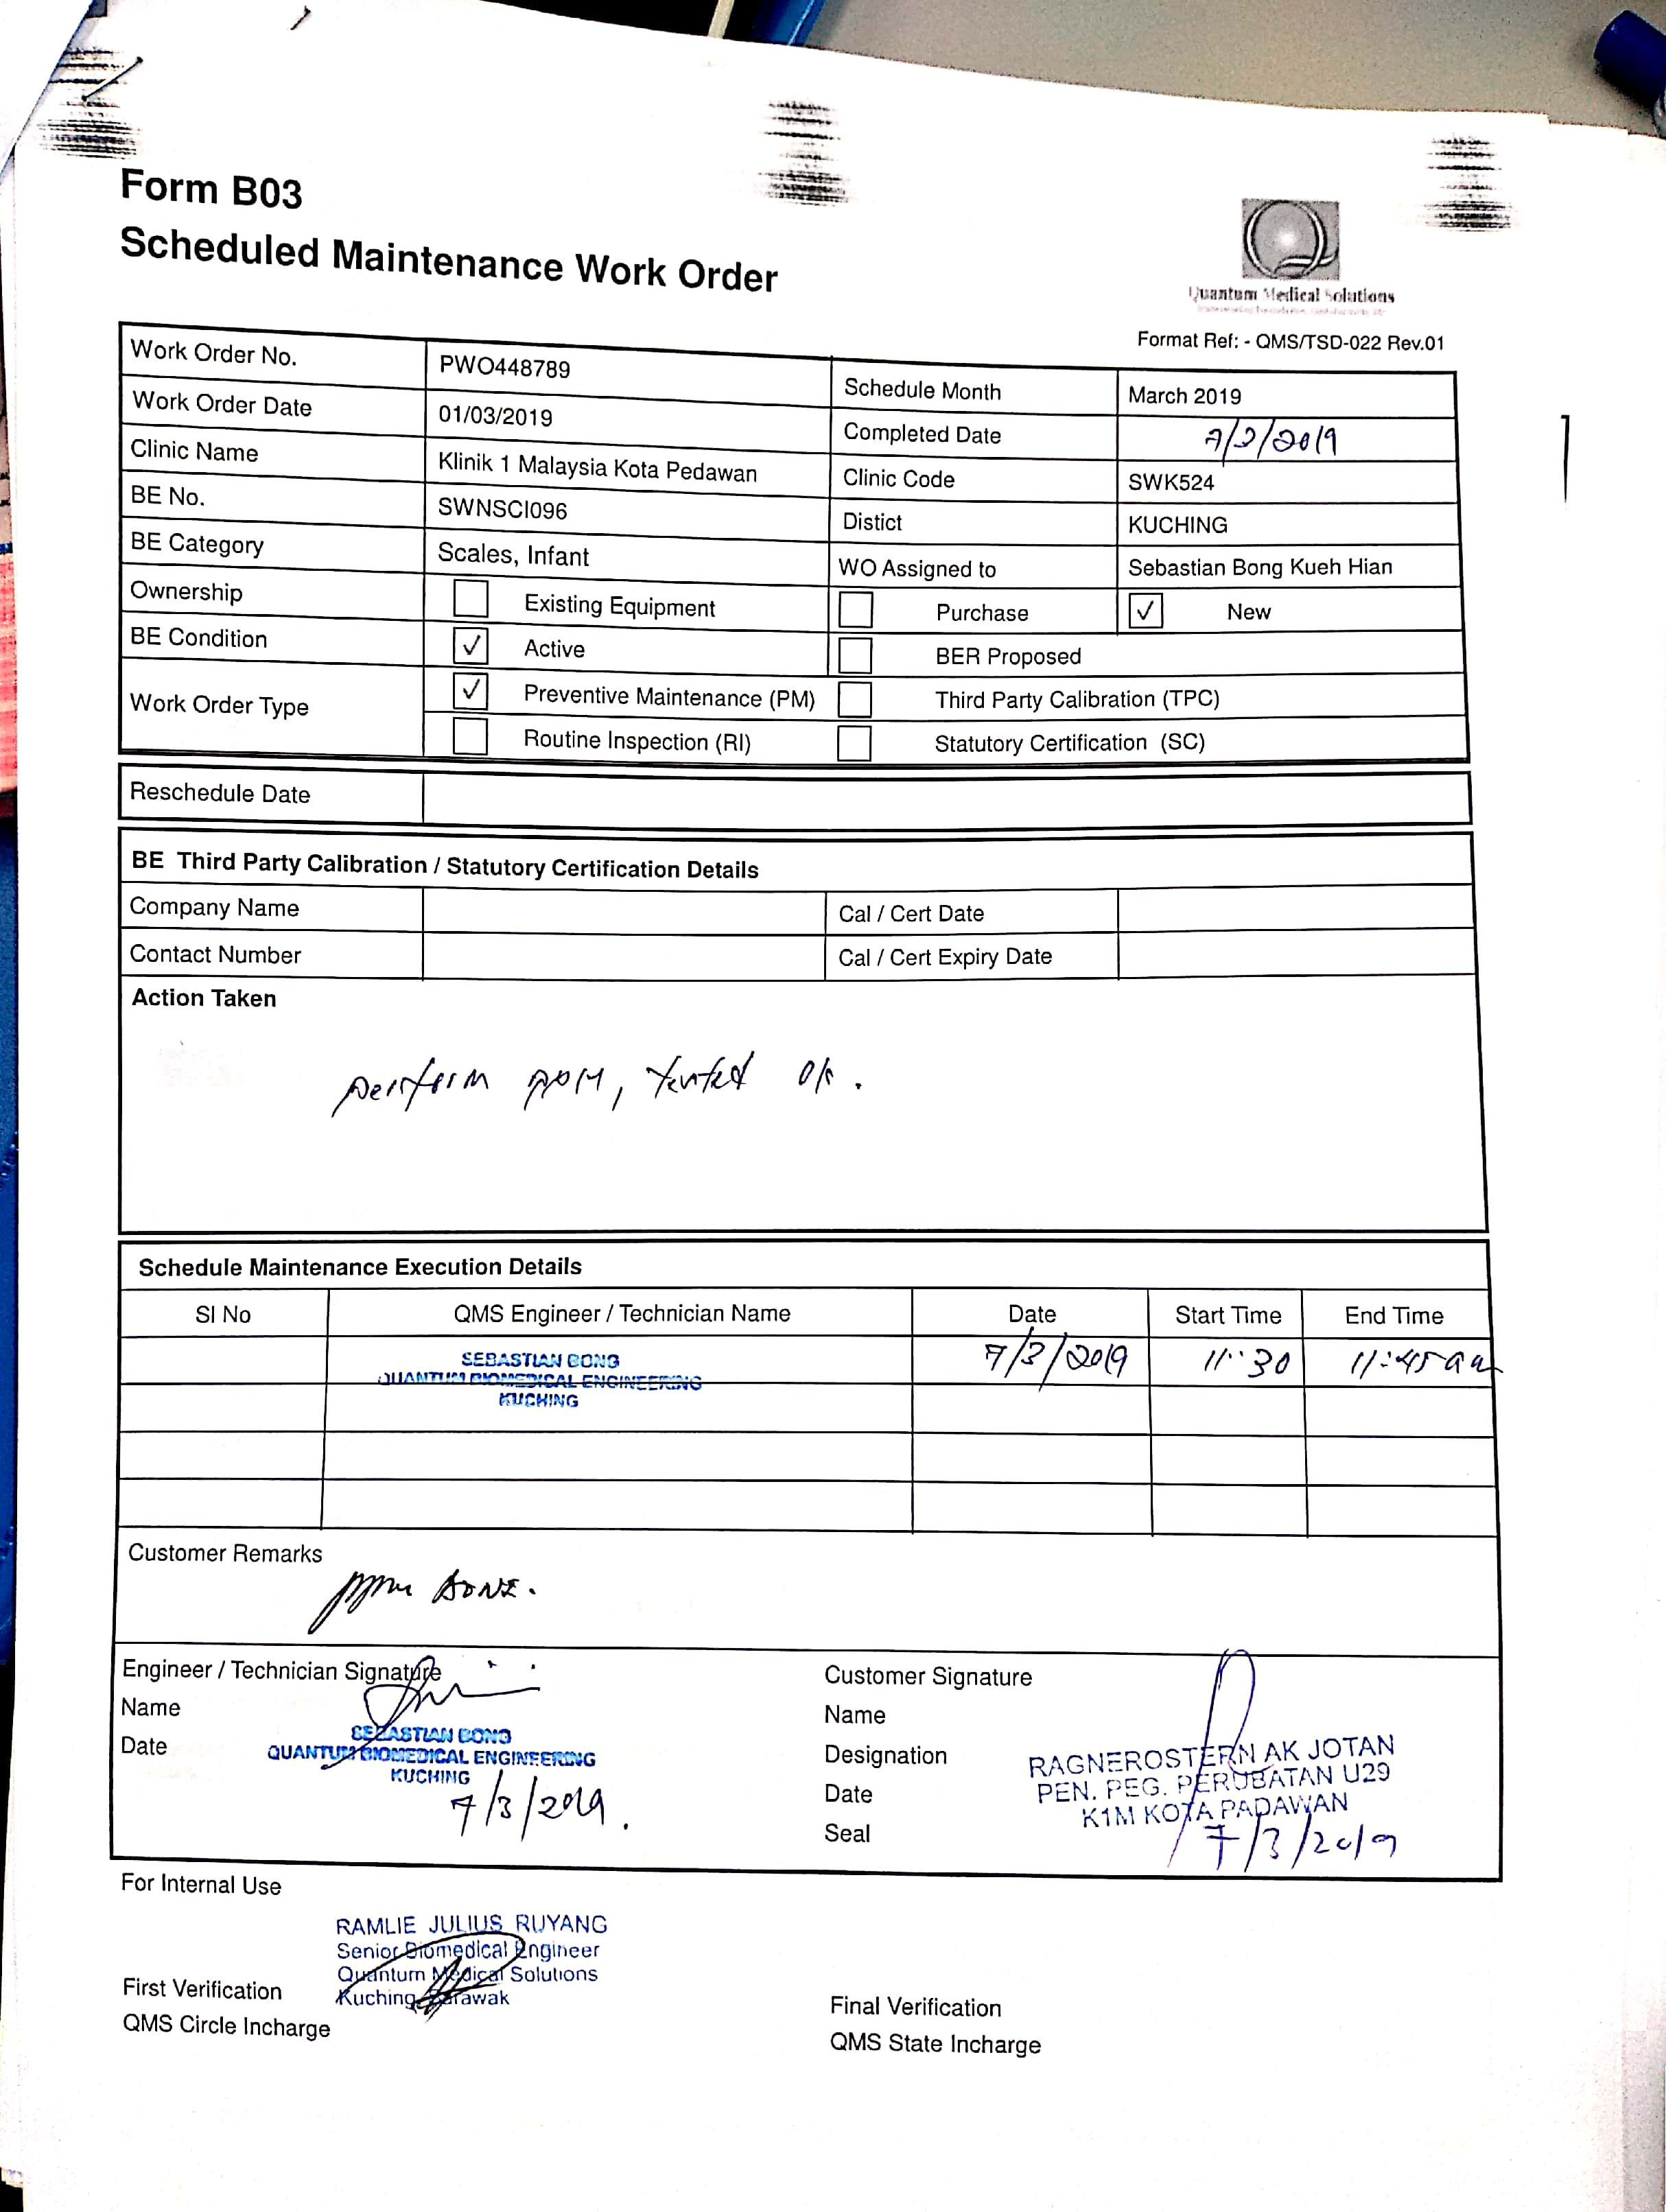 Form B03
Scheduled Maintenance Work Order
Quantum Medical Solutions
Format Ref: - QMS/TSD-022 Rev.01
Work Order No. PWO448789 Schedule Month March 2019
Work Order Date 01/03/2019 Completed Date 7/3/2019
Clinic Name Klinik 1 Malaysia Kota Pedawan Clinic Code SWK524
BE No. SWNSCI096 Distict KUCHING
BE Category Scales, Infant WO Assigned to Sebastian Bong Kueh Hian
Ownership Existing Equipment Purchase ✓ New
BE Condition ✓ Active BER Proposed
Work Order Type ✓ Preventive Maintenance (PM) Third Party Calibration (TPC)
Routine Inspection (RI) Statutory Certification (SC)
Reschedule Date
BE Third Party Calibration / Statutory Certification Details
Company Name Cal / Cert Date
Contact Number Cal / Cert Expiry Date
Action Taken
perform PPM, tested ok.
Schedule Maintenance Execution Details
SI No QMS Engineer / Technician Name Date Start Time End Time
SEBASTIAN BONG 7/3/2019 11:30 11:45 am
QUANTUM BIOMEDICAL ENGINEERING
KUCHING
Customer Remarks
ppm DONE.
Engineer / Technician Signature
Name
Date
SEBASTIAN BONG
QUANTUM BIOMEDICAL ENGINEERING
KUCHING
7/3/2019.
Customer Signature
Name
Designation
Date
Seal
RAGNEROSTERN AK JOTAN
PEN. PEG. PERUBATAN U29
K1M KOTA PADAWAN
7/3/2019
For Internal Use
RAMLIE JULIUS RUYANG
Senior Biomedical Engineer
Quantum Medical Solutions
Kuching Sarawak
First Verification
QMS Circle Incharge
Final Verification
QMS State Incharge